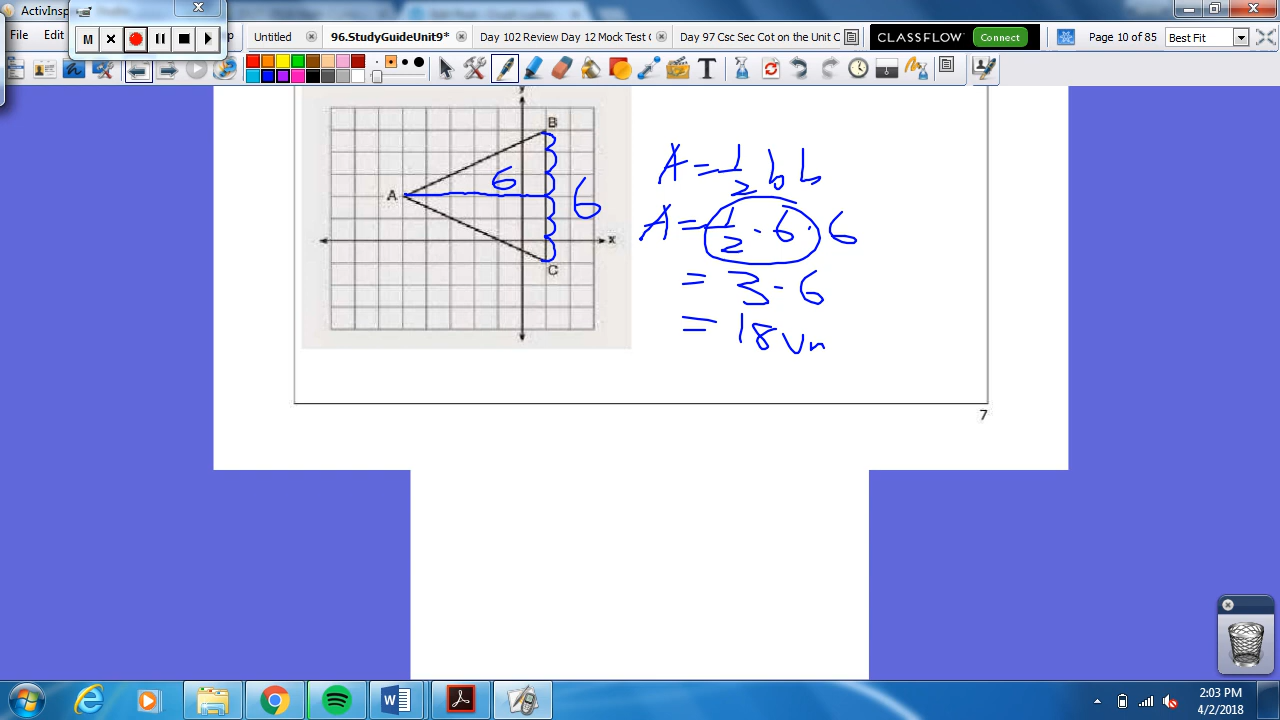 ActivInsp
File Edit
Untitled 96.StudyGuideUnit9* Day 102 Review Day 12 Mock Test ( Day 97 Csc Sec Cot on the Unit C CLASSFLOW Connect Page 10 of 85 Best Fit
M
T
y
B
A
6
6
x
C
A = 1/2 b h
A = 1/2 · 6 · 6
= 3 · 6
= 18 Un
7
2:03 PM
4/2/2018